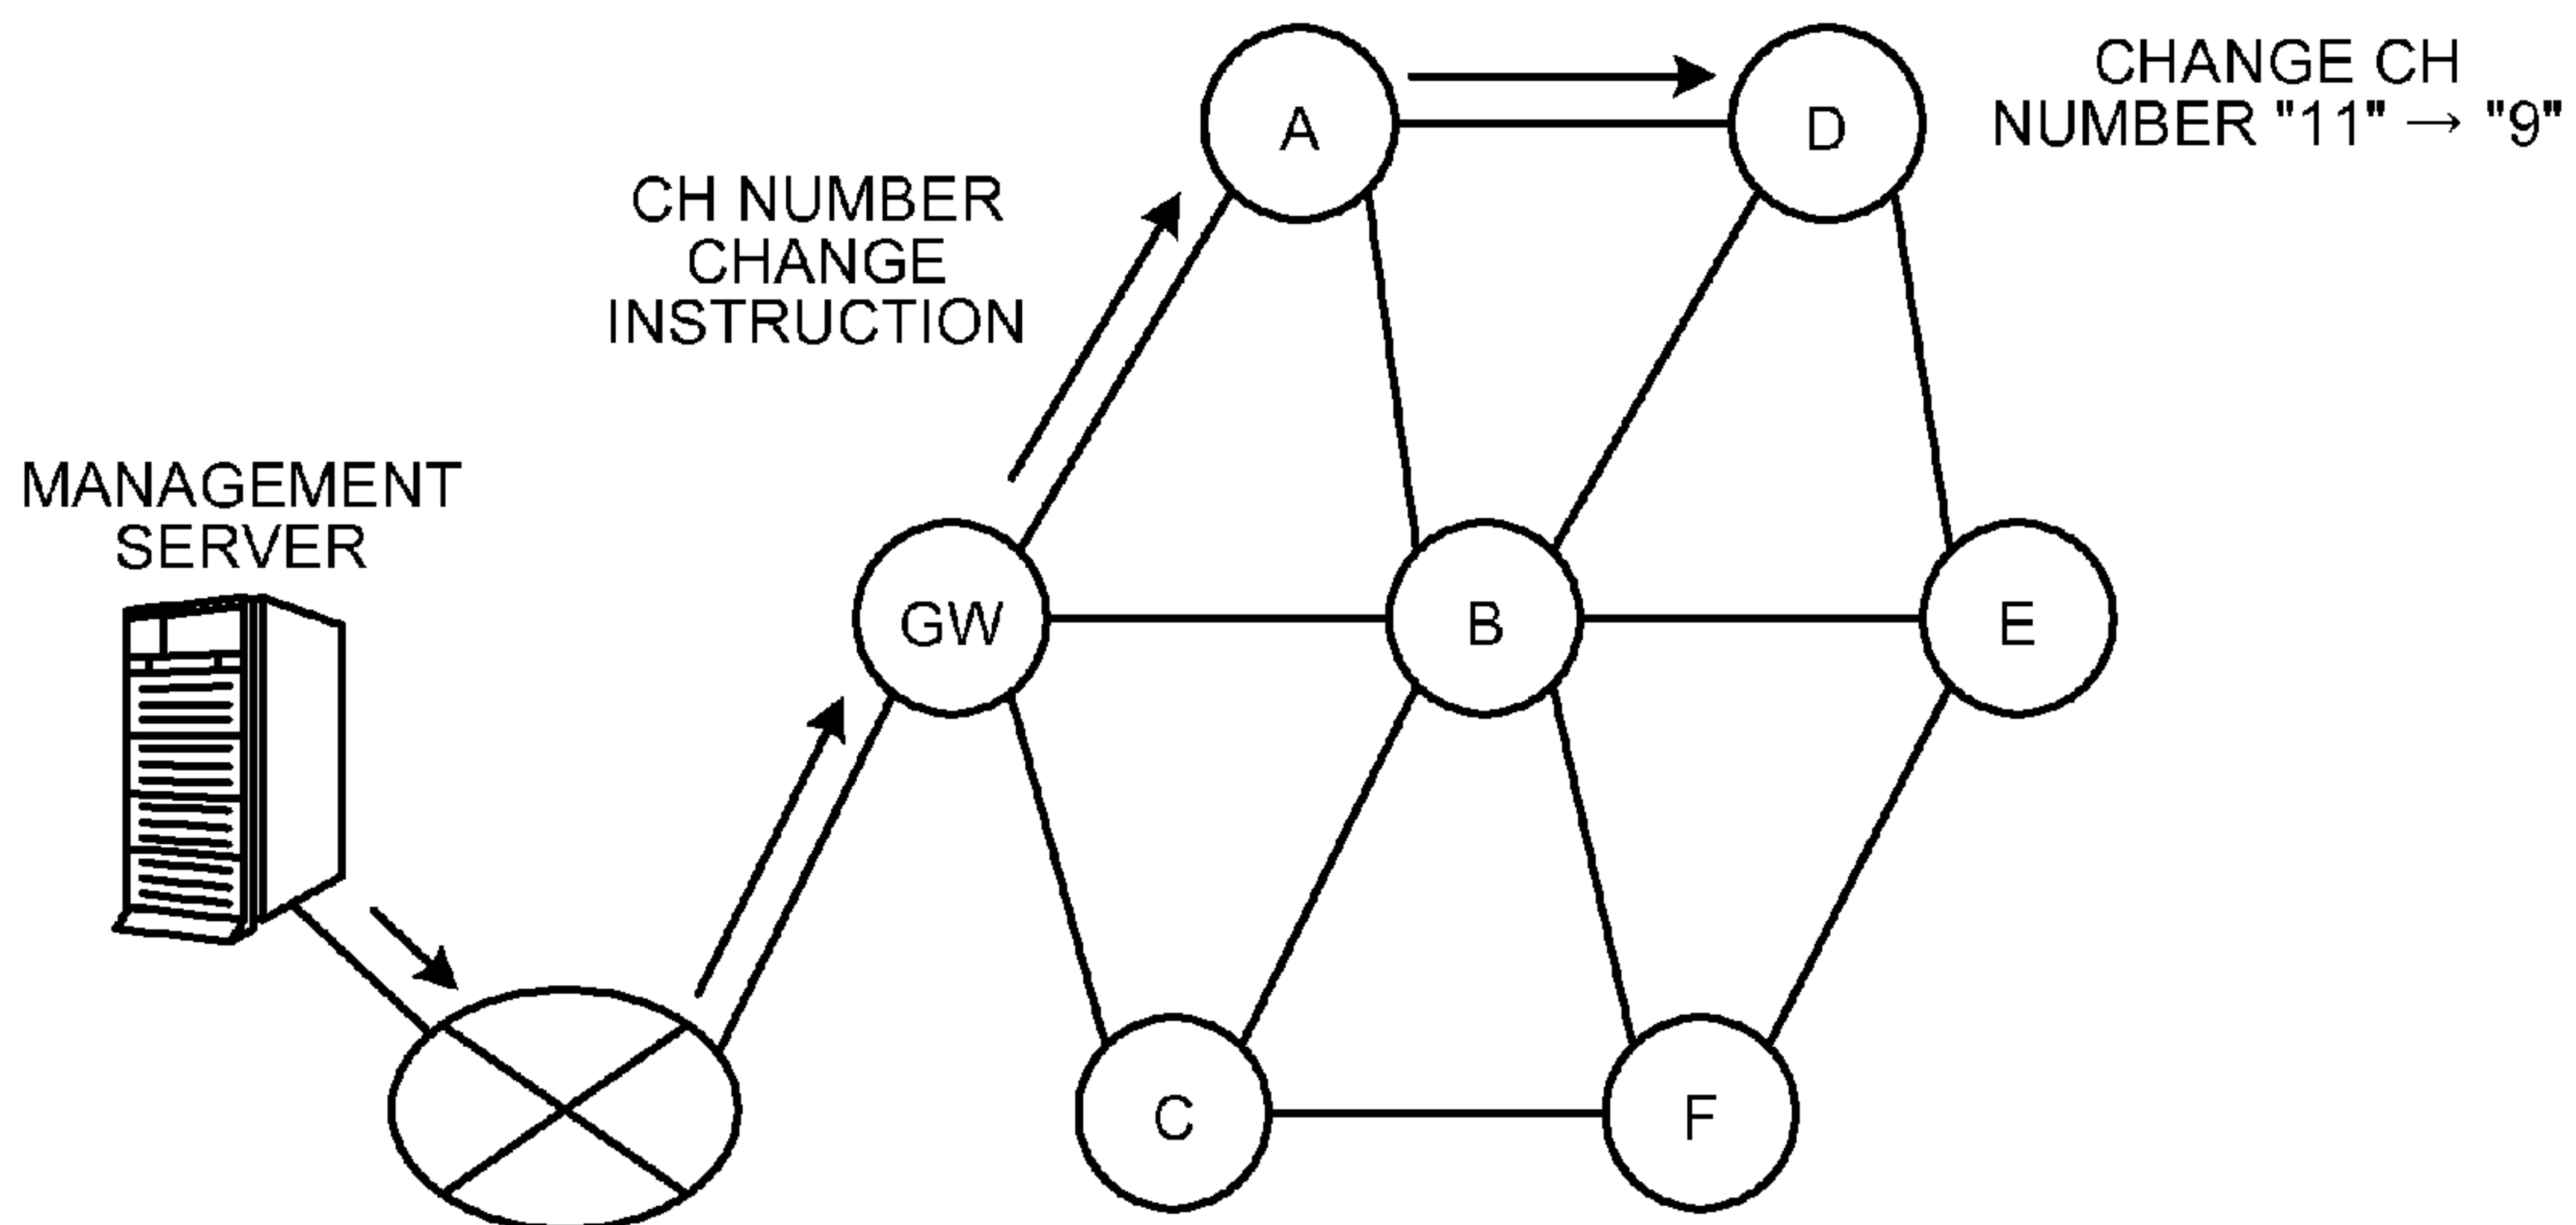 A
D
CHANGE CH
NUMBER "11" → "9"
CH NUMBER
CHANGE
INSTRUCTION
MANAGEMENT
SERVER
GW
B
E
C
F